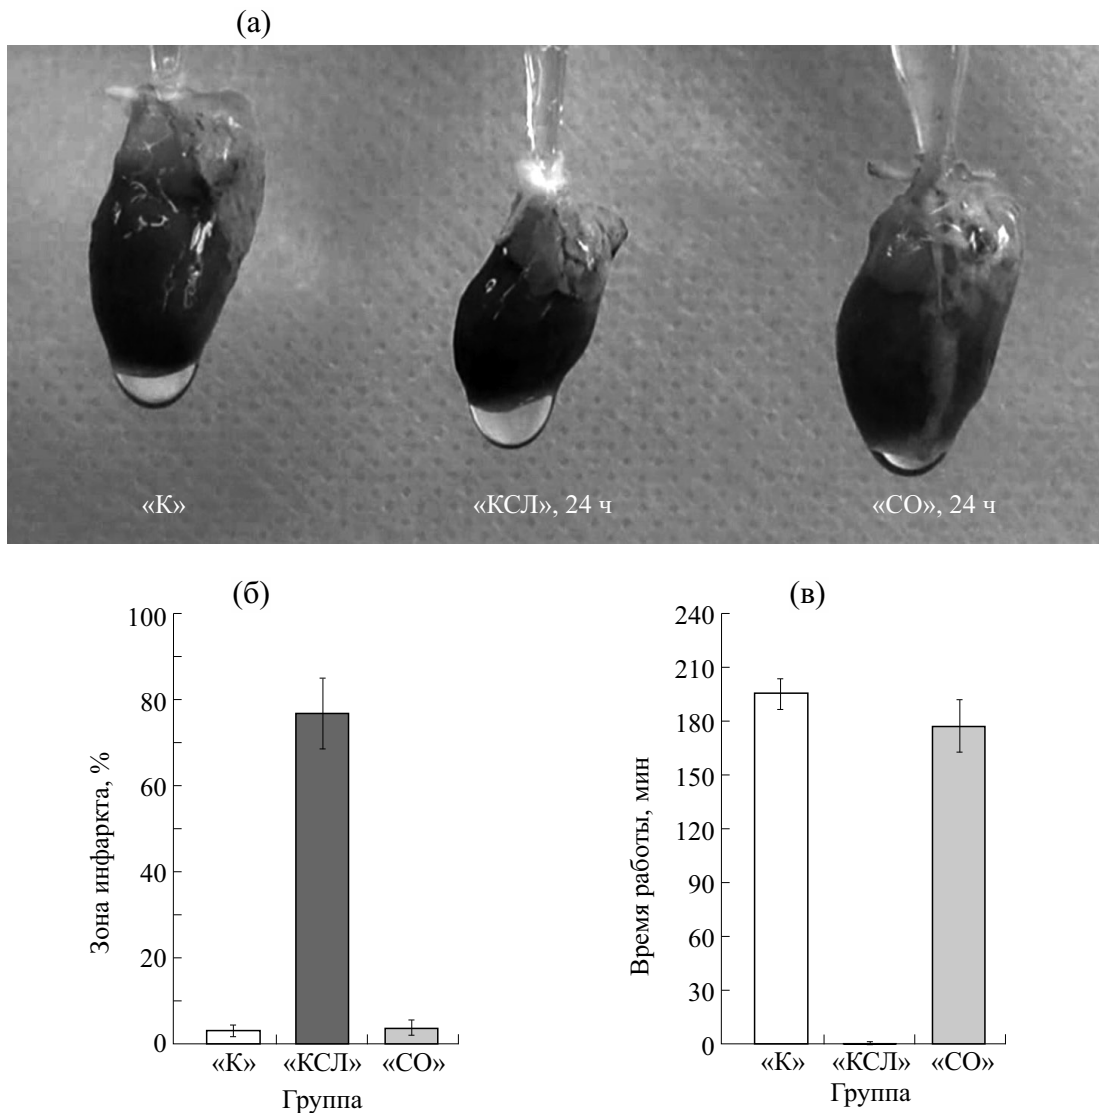 (а)
«К»
«КСЛ», 24 ч
«СО», 24 ч
(б)
100
80
60
40
20
0
Зона инфаркта, %
«К» «КСЛ» «СО»
Группа
(в)
240
210
180
150
120
90
60
30
0
Время работы, мин
«К» «КСЛ» «СО»
Группа